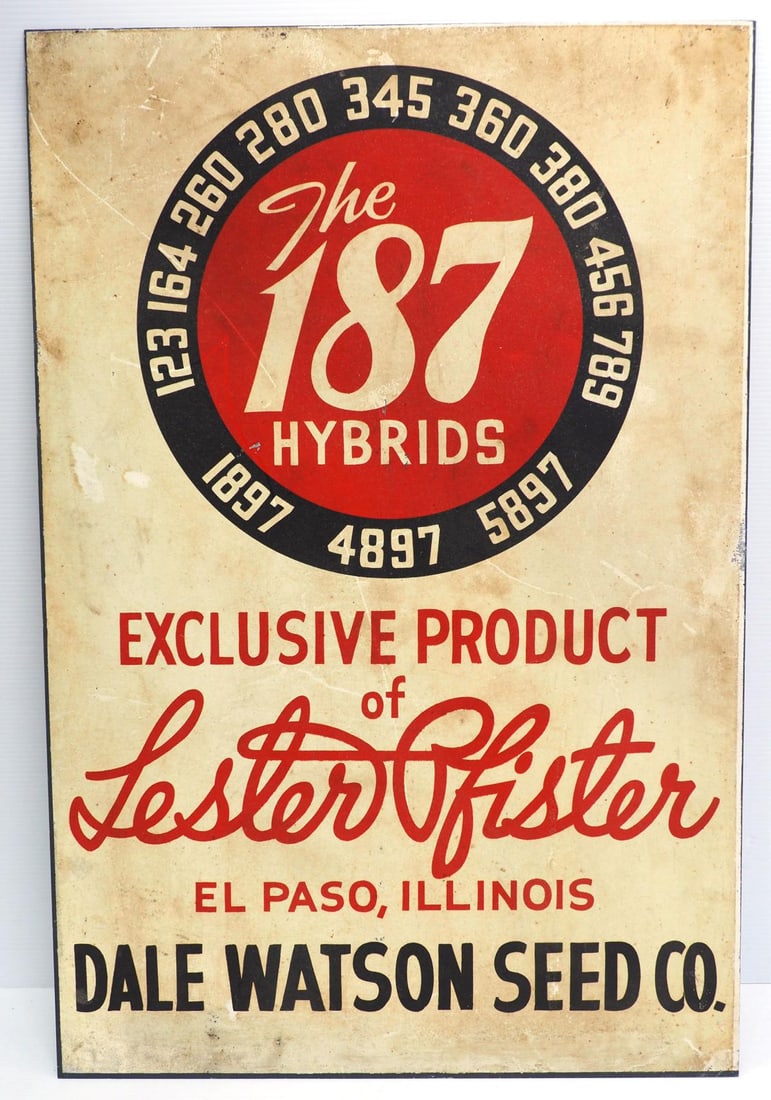 123 164 260 280 345 360 380 456 789
The
187
HYBRIDS
1897 4897 5897
EXCLUSIVE PRODUCT
of
Lester Pfister
EL PASO, ILLINOIS
DALE WATSON SEED CO.